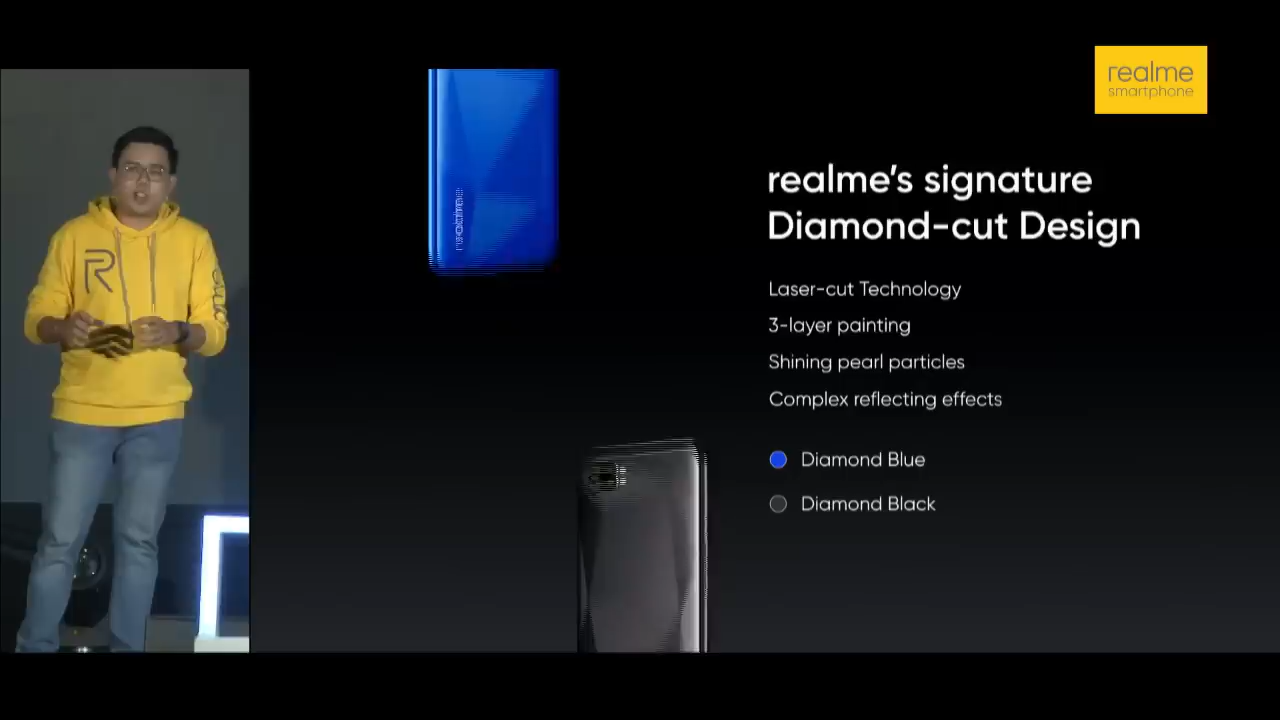 realme
smartphone
realme's signature
Diamond-cut Design
Laser-cut Technology
3-layer painting
Shining pearl particles
Complex reflecting effects
Diamond Blue
Diamond Black
realme
R